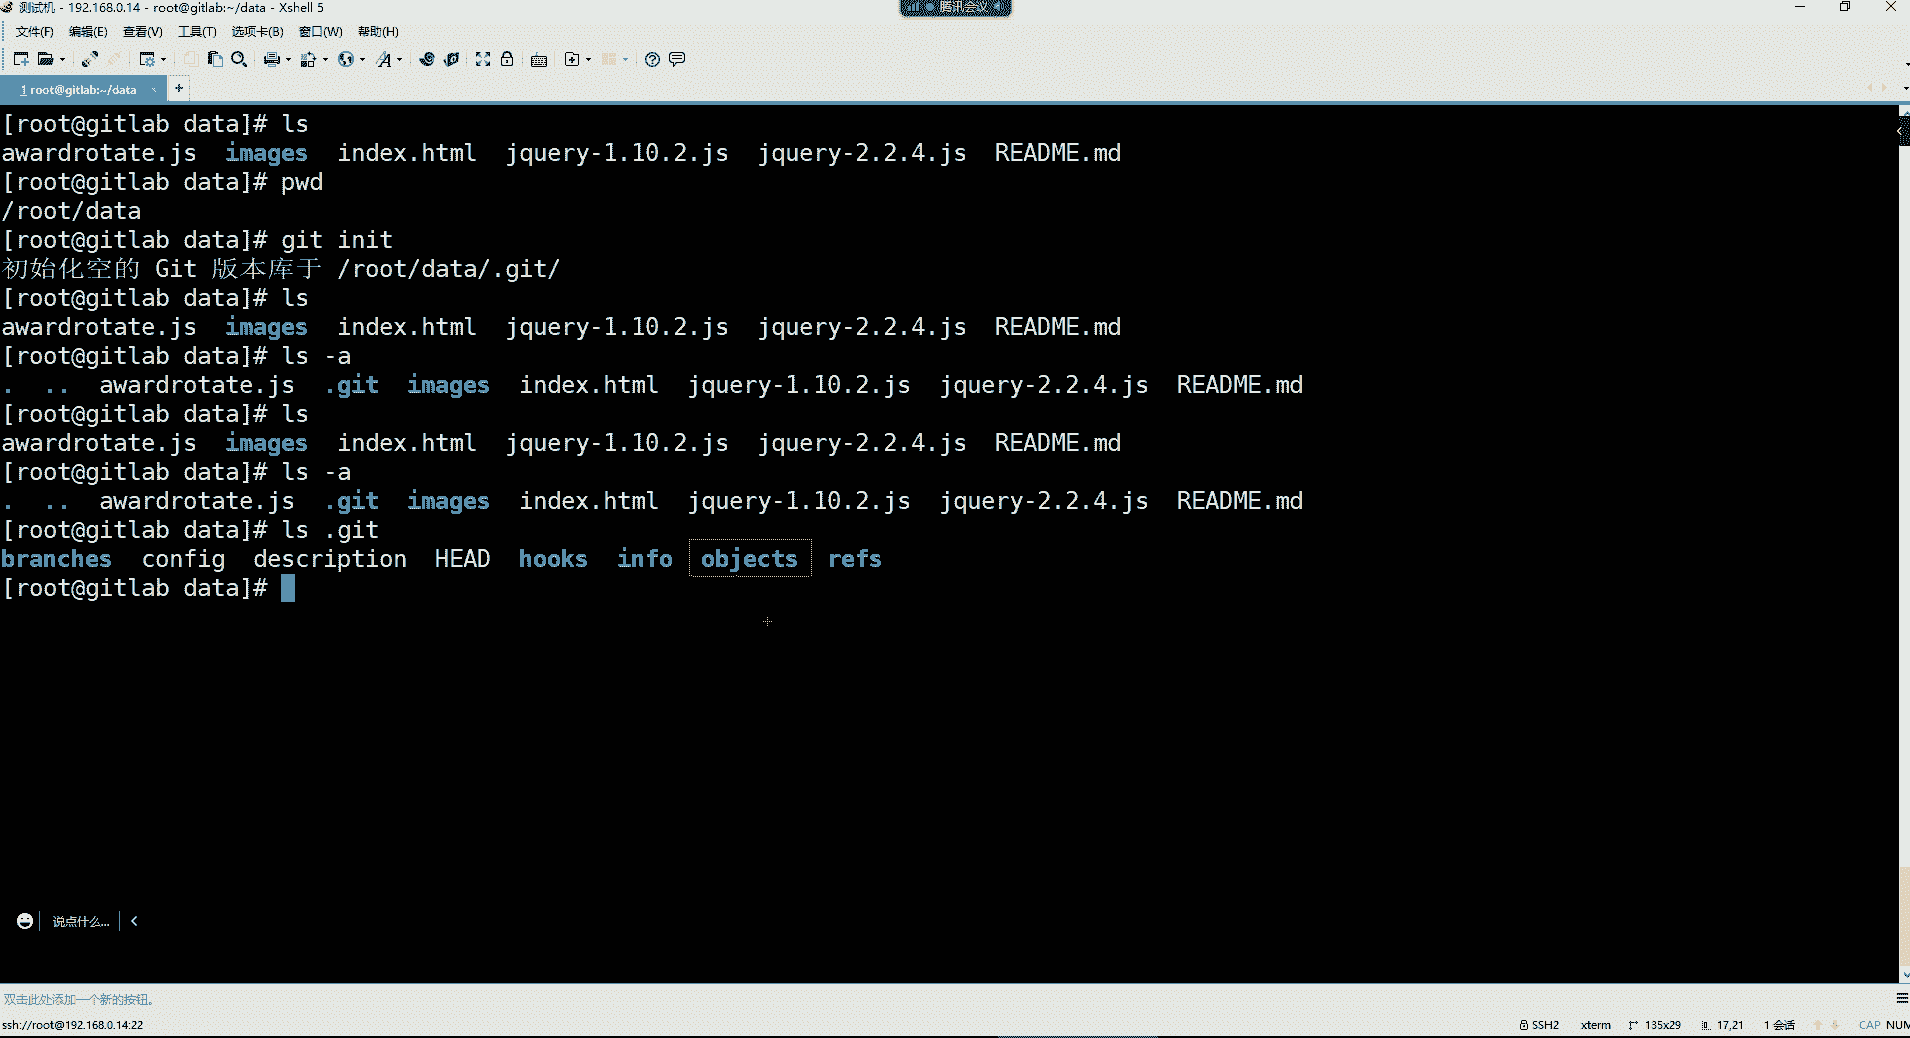 测试机 - 192.168.0.14 - root@gitlab:~/data - Xshell 5
腾讯会议
文件(F) 编辑(E) 查看(V) 工具(T) 选项卡(B) 窗口(W) 帮助(H)
1 root@gitlab:~/data
[root@gitlab data]# ls
awardrotate.js images index.html jquery-1.10.2.js jquery-2.2.4.js README.md
[root@gitlab data]# pwd
/root/data
[root@gitlab data]# git init
初始化空的 Git 版本库于 /root/data/.git/
[root@gitlab data]# ls
awardrotate.js images index.html jquery-1.10.2.js jquery-2.2.4.js README.md
[root@gitlab data]# ls -a
. .. awardrotate.js .git images index.html jquery-1.10.2.js jquery-2.2.4.js README.md
[root@gitlab data]# ls
awardrotate.js images index.html jquery-1.10.2.js jquery-2.2.4.js README.md
[root@gitlab data]# ls -a
. .. awardrotate.js .git images index.html jquery-1.10.2.js jquery-2.2.4.js README.md
[root@gitlab data]# ls .git
branches config description HEAD hooks info objects refs
[root@gitlab data]#
说点什么...
双击此处添加一个新的按钮。
ssh://root@192.168.0.14:22 SSH2 xterm 135x29 17,21 1 会话 CAP NUM